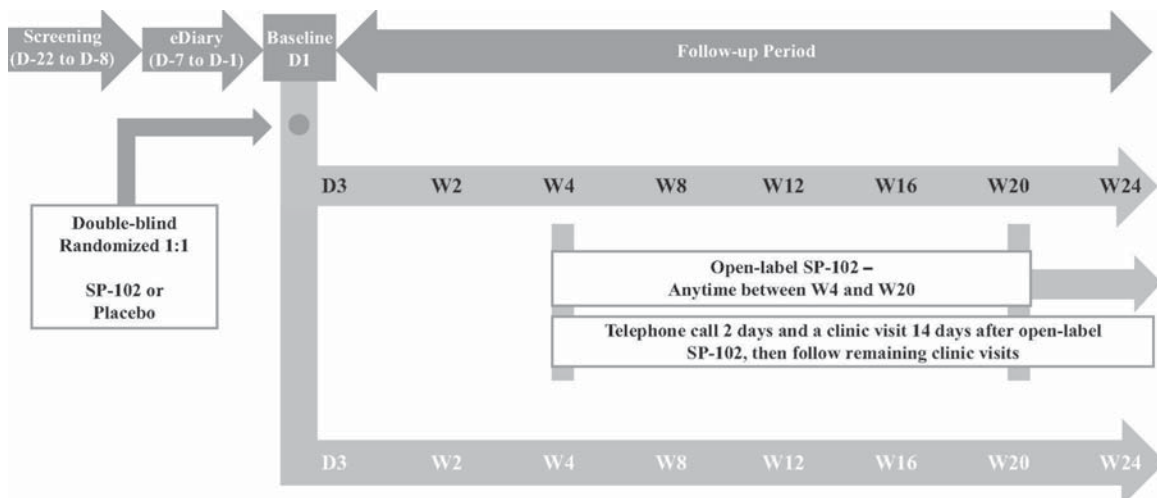 Screening
(D-22 to D-8)
eDiary
(D-7 to D-1)
Baseline
D1
Follow-up Period
D3 W2 W4 W8 W12 W16 W20 W24
Double-blind
Randomized 1:1
SP-102 or
Placebo
Open-label SP-102 –
Anytime between W4 and W20
Telephone call 2 days and a clinic visit 14 days after open-label
SP-102, then follow remaining clinic visits
D3 W2 W4 W8 W12 W16 W20 W24